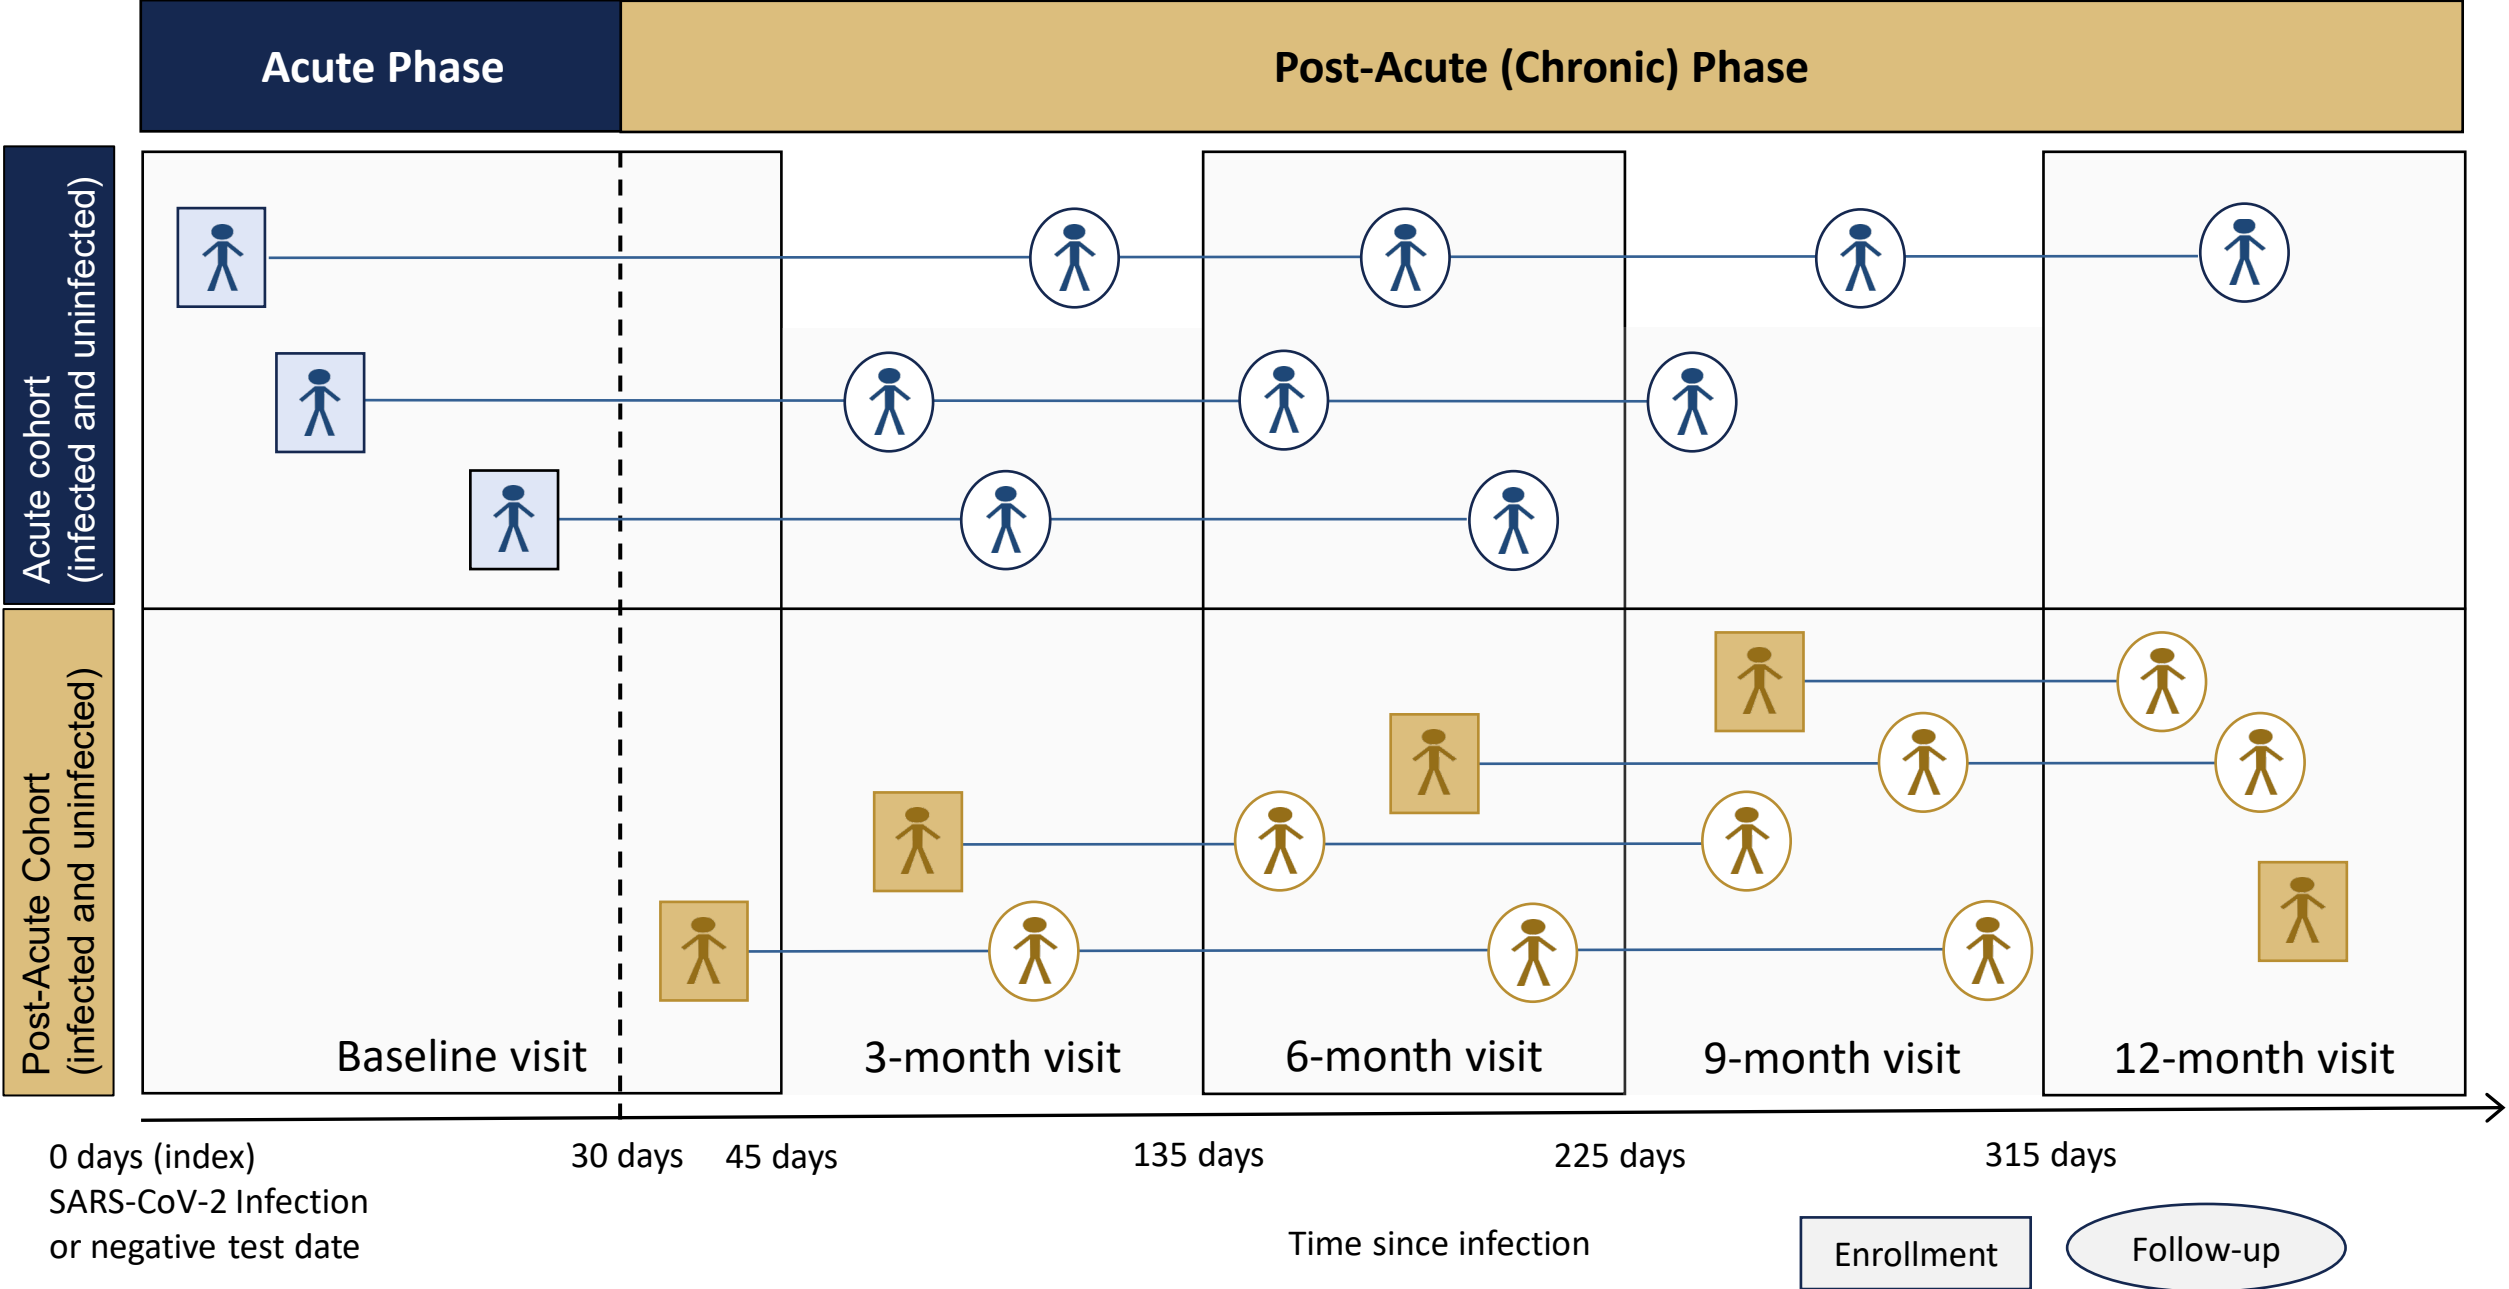 Acute Phase
Post-Acute (Chronic) Phase
Acute cohort
(infected and uninfected)
Post-Acute Cohort
(infected and uninfected)
Baseline visit
3-month visit
6-month visit
9-month visit
12-month visit
0 days (index)
SARS-CoV-2 Infection
or negative test date
30 days
45 days
135 days
225 days
315 days
Time since infection
Enrollment
Follow-up